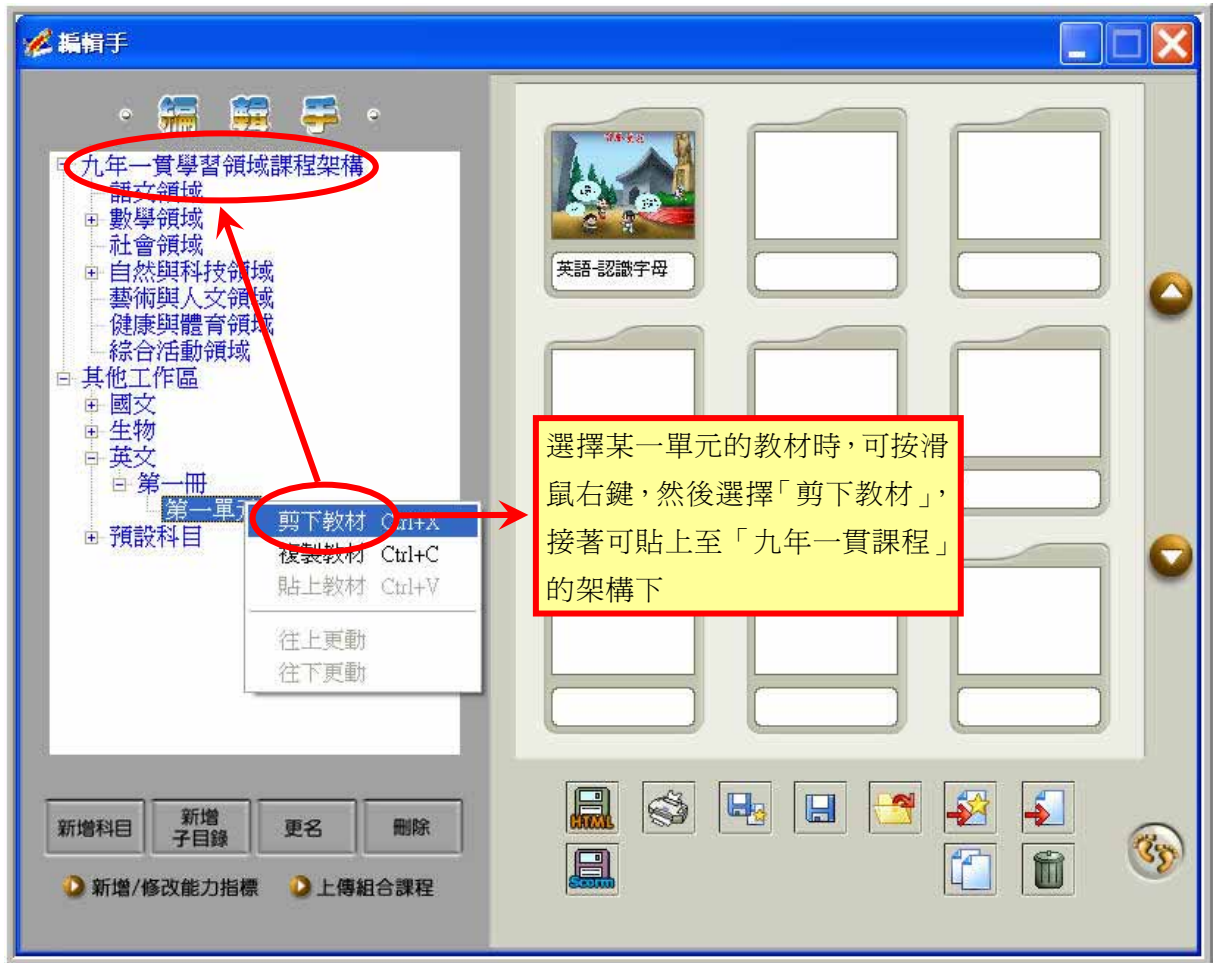 編輯手
編輯手
九年一貫學習領域課程架構
語文領域
數學領域
社會領域
自然與科技領域
藝術與人文領域
健康與體育領域
綜合活動領域
其他工作區
國文
生物
英文
第一冊
第一單元
預設科目
剪下教材 Ctrl+X
複製教材 Ctrl+C
貼上教材 Ctrl+V
往上更動
往下更動
英語-認識字母
選擇某一單元的教材時，可按滑
鼠右鍵，然後選擇「剪下教材」，
接著可貼上至「九年一貫課程」
的架構下
新增科目
新增
子目錄
更名
刪除
新增/修改能力指標
上傳組合課程
HTML
Scorm